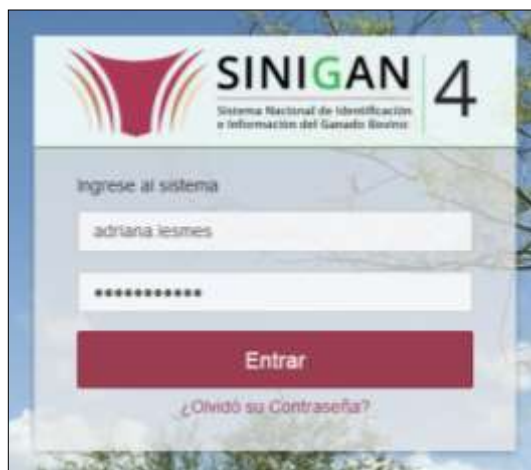 SINIGAN 4
Sistema Nacional de Identificación
e Información del Ganado Bovino
Ingrese al sistema
adriana lesmes
•••••••••••
Entrar
¿Olvidó su Contraseña?